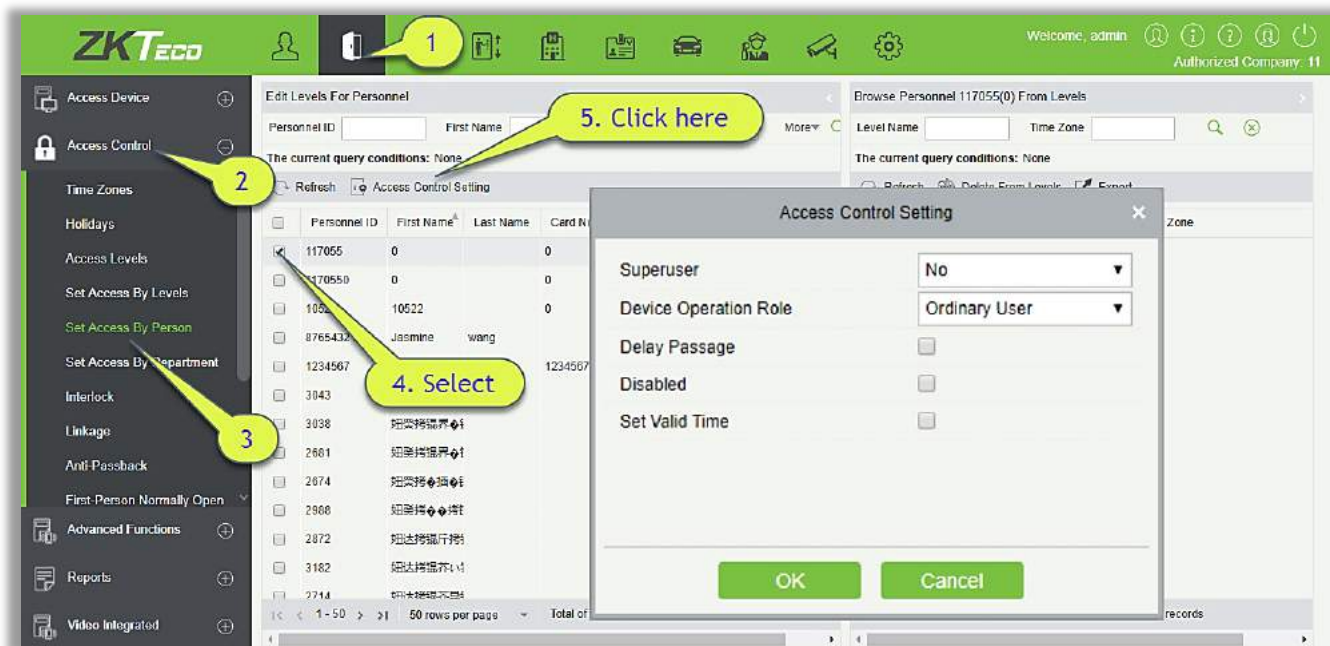 ZKTECO
1
Welcome, admin
Authorized Company: 11
Access Device
Access Control
2
Time Zones
Holidays
Access Levels
Set Access By Levels
Set Access By Person
Set Access By Department
Interlock
Linkage
3
Anti-Passback
First-Person Normally Open
Advanced Functions
Reports
Video Integrated
Edit Levels For Personnel
Personnel ID First Name More
5. Click here
The current query conditions: None
Refresh Access Control Setting
Personnel ID First Name Last Name
117055 0 0
1170550 0 0
10522 0
8765432 Jasmine wang
1234567 1234567
4. Select
3043
3038
2681
2674
2988
2872
3182
2714
1 - 50 50 rows per page Total of
Browse Personnel 117055(0) From Levels
Level Name Time Zone
The current query conditions: None
Refresh Delete From Levels Export
Zone
records
Access Control Setting
Superuser No
Device Operation Role Ordinary User
Delay Passage
Disabled
Set Valid Time
OK Cancel